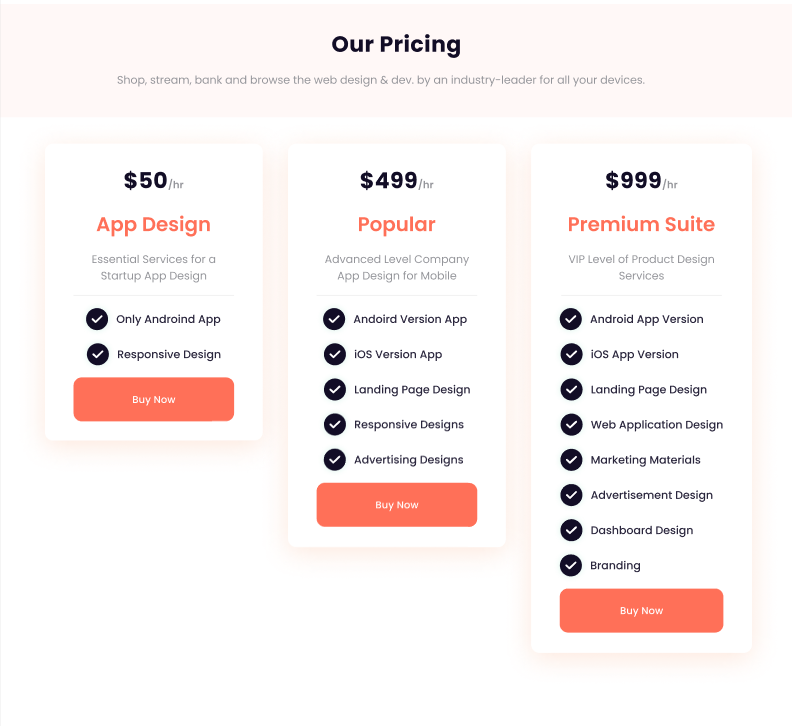 Our Pricing
Shop, stream, bank and browse the web design & dev. by an industry-leader for all your devices.
$50/hr
App Design
Essential Services for a
Startup App Design
Only Androind App
Responsive Design
Buy Now
$499/hr
Popular
Advanced Level Company
App Design for Mobile
Andoird Version App
iOS Version App
Landing Page Design
Responsive Designs
Advertising Designs
Buy Now
$999/hr
Premium Suite
VIP Level of Product Design
Services
Android App Version
iOS App Version
Landing Page Design
Web Application Design
Marketing Materials
Advertisement Design
Dashboard Design
Branding
Buy Now